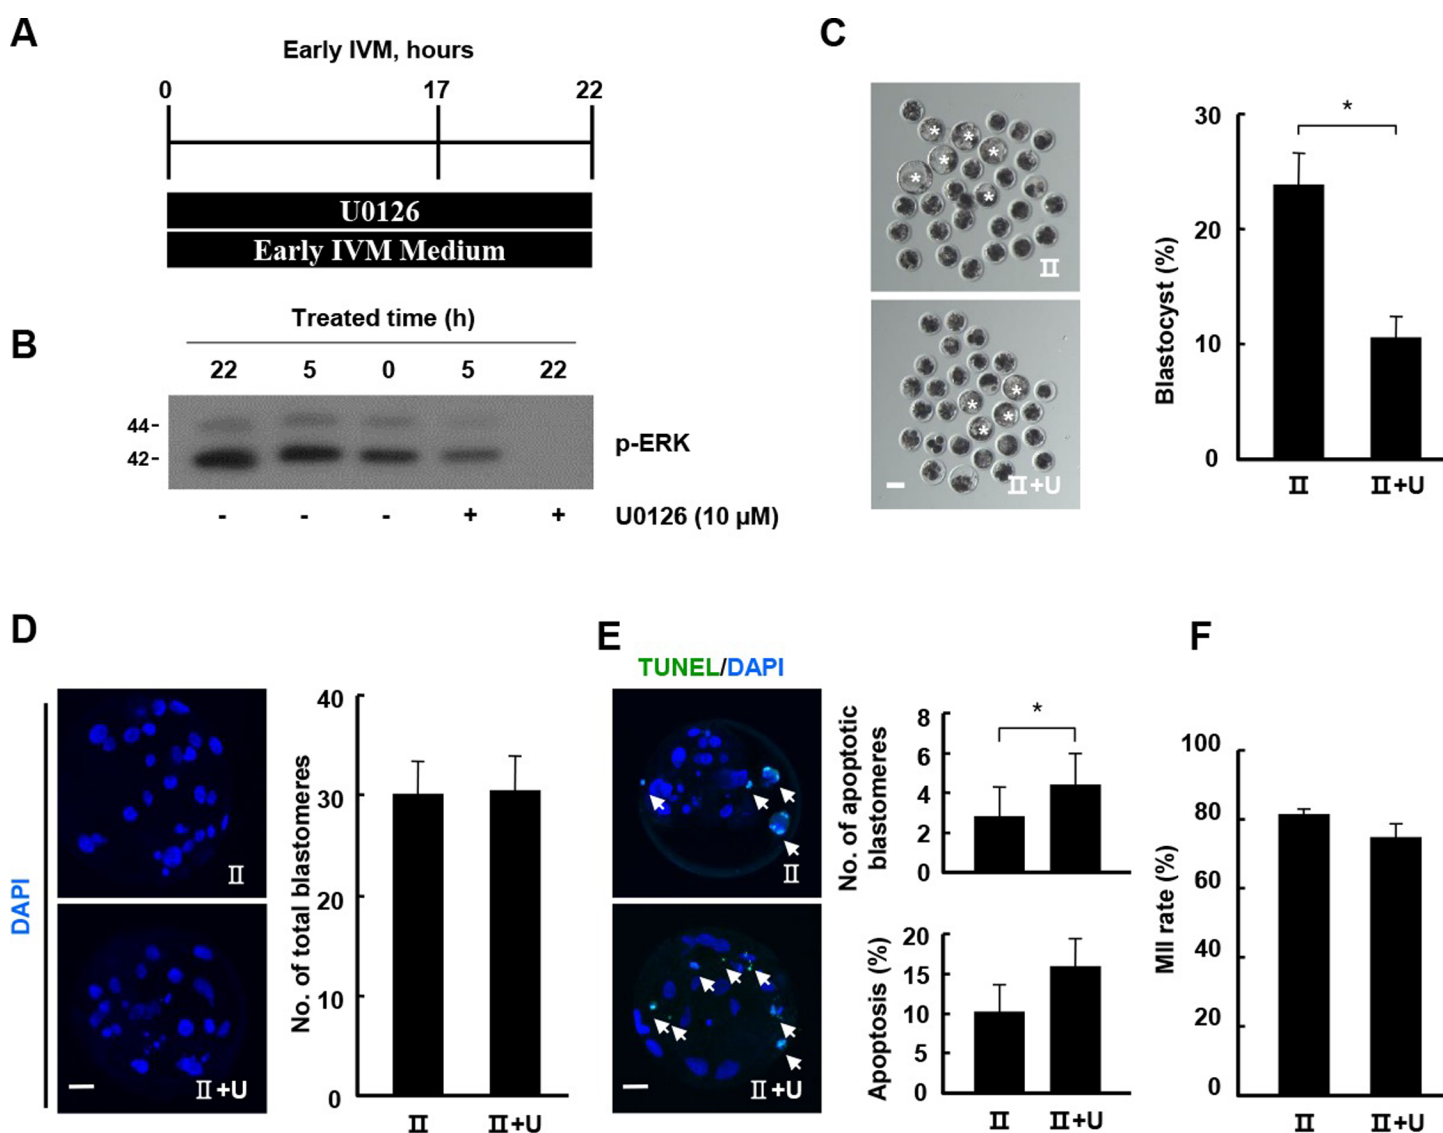 A
Early IVM, hours
0 17 22
U0126
Early IVM Medium
B
Treated time (h)
22 5 0 5 22
44-
42-
p-ERK
- - - + + U0126 (10 µM)
C
* * * * * * *
Ⅱ
* * * *
Ⅱ+U
Blastocyst (%)
30
20
10
0
*
Ⅱ Ⅱ+U
D
DAPI
Ⅱ
Ⅱ+U
No. of total blastomeres
40
30
20
10
0
Ⅱ Ⅱ+U
E
TUNEL/DAPI
Ⅱ
Ⅱ+U
No. of apoptotic
blastomeres
8
6
4
2
0
*
Apoptosis (%)
20
15
10
5
0
Ⅱ Ⅱ+U
F
MII rate (%)
100
80
60
40
20
0
Ⅱ Ⅱ+U